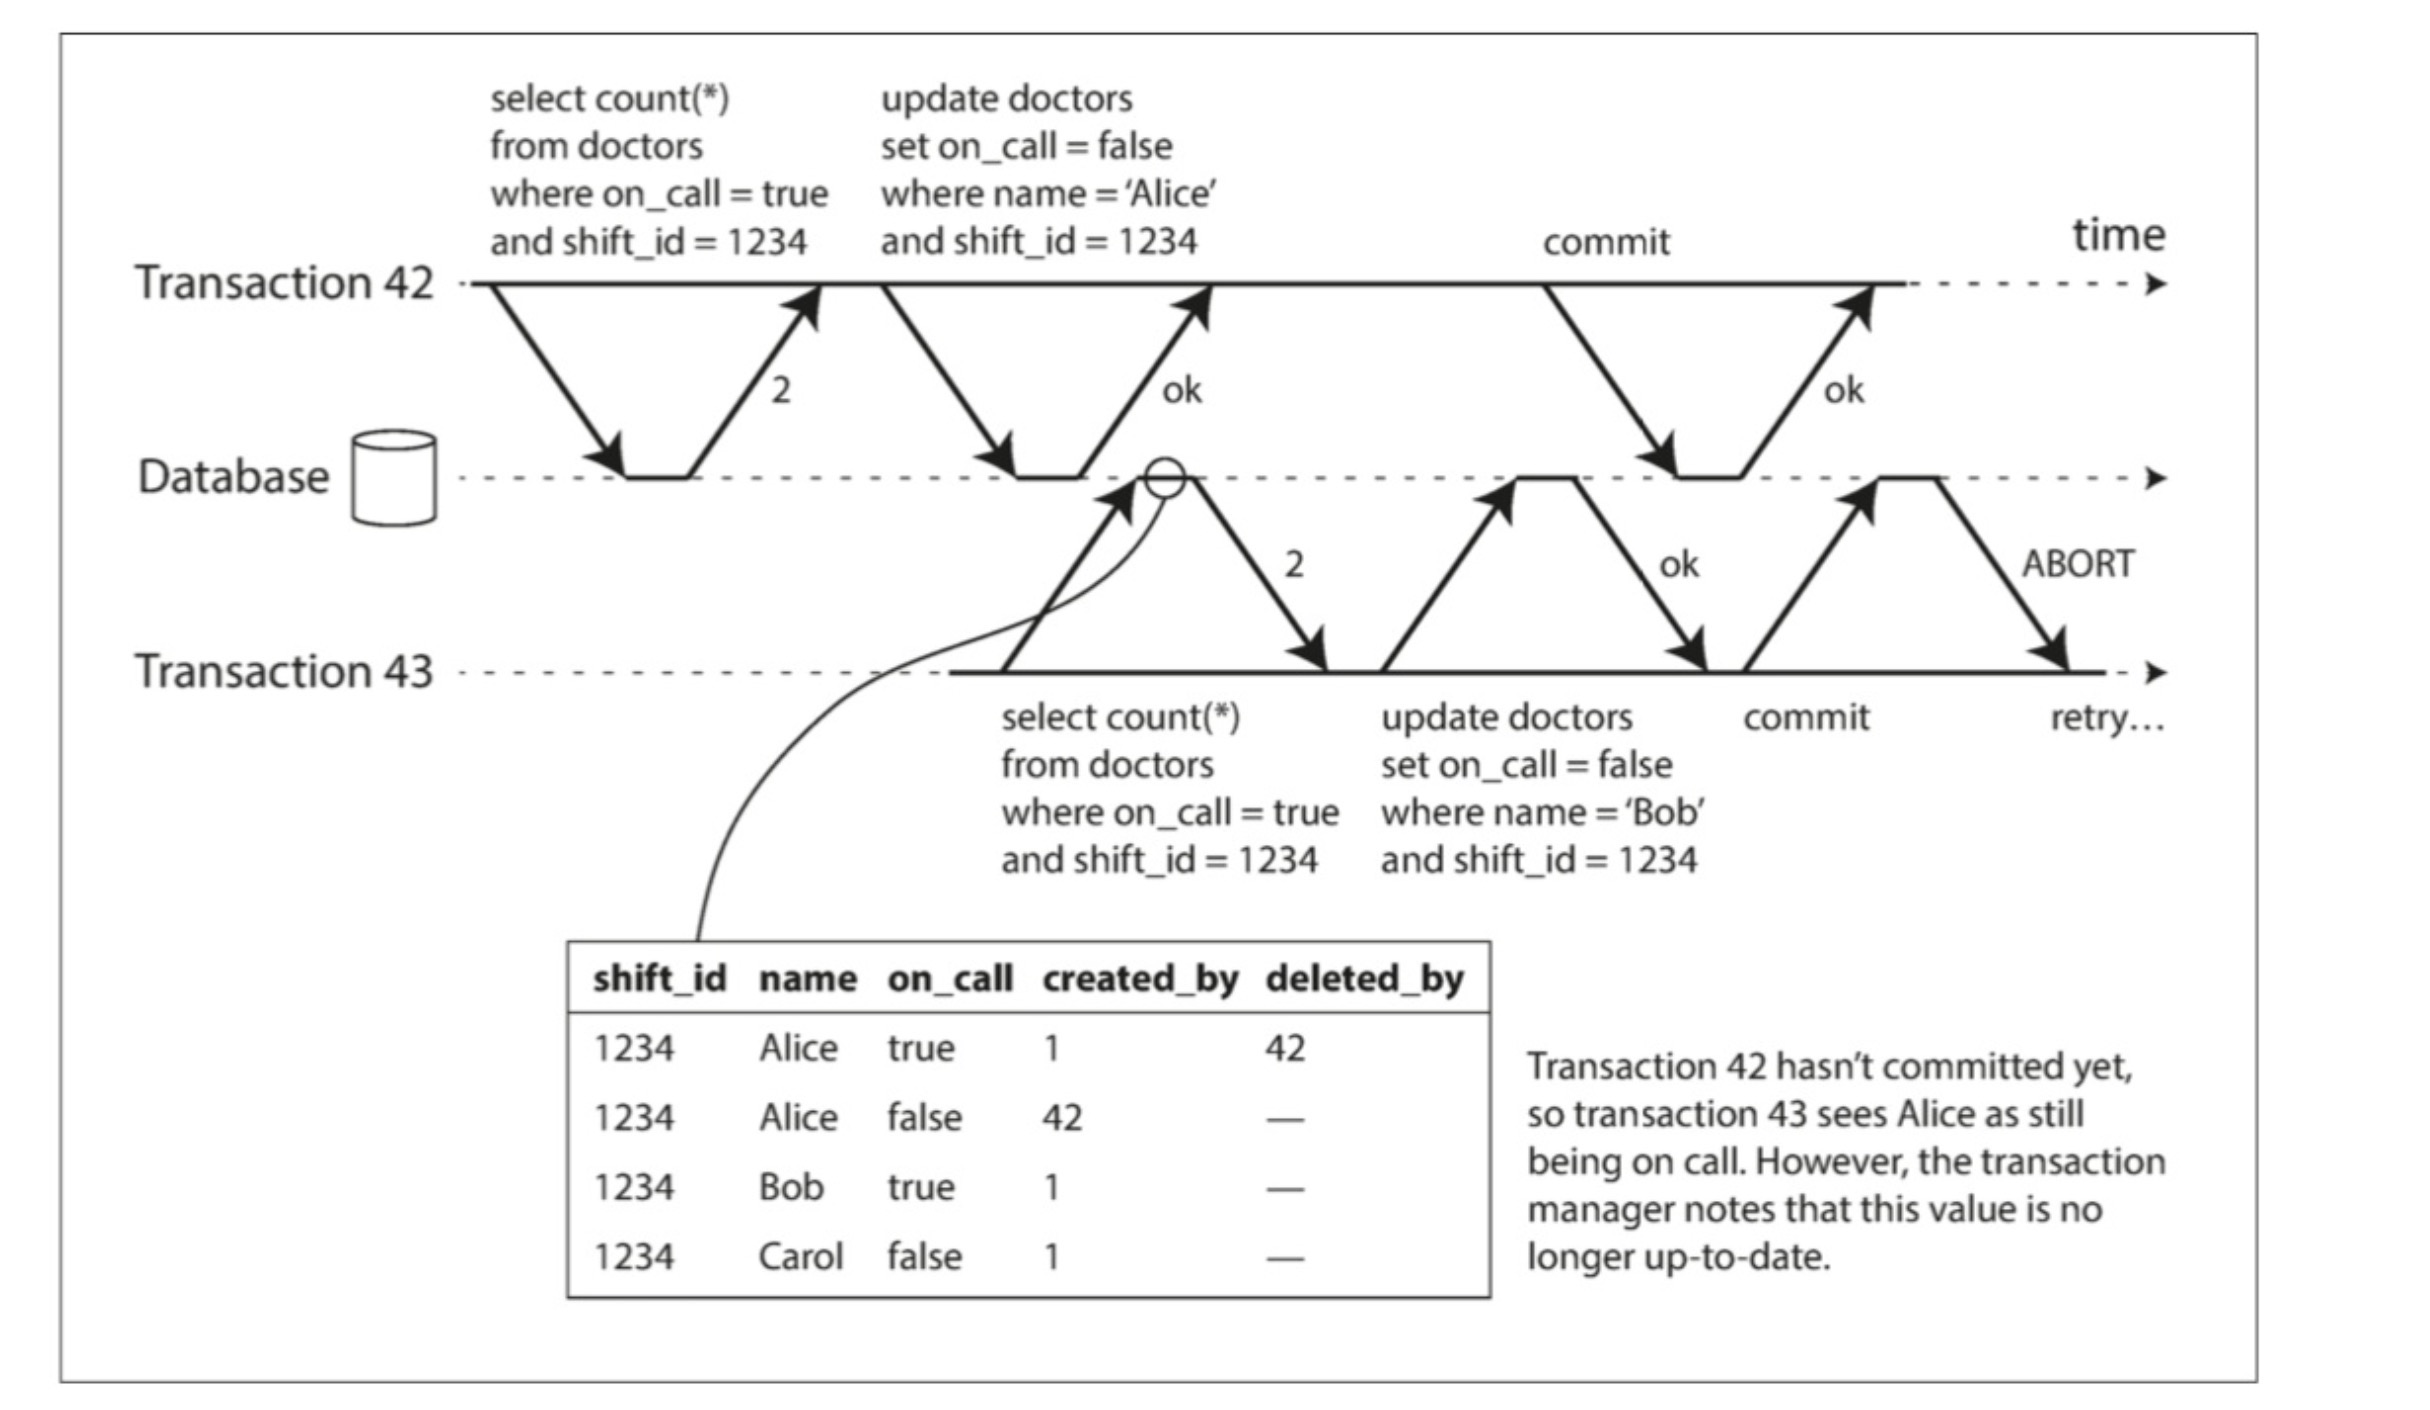 select count(*)
from doctors
where on_call = true
and shift_id = 1234
update doctors
set on_call = false
where name = ‘Alice’
and shift_id = 1234
commit
time
Transaction 42
2
ok
ok
Database
2
ok
ABORT
Transaction 43
select count(*)
from doctors
where on_call = true
and shift_id = 1234
update doctors
set on_call = false
where name = ‘Bob’
and shift_id = 1234
commit
retry…
shift_id name on_call created_by deleted_by
1234 Alice true 1 42
1234 Alice false 42 —
1234 Bob true 1 —
1234 Carol false 1 —
Transaction 42 hasn’t committed yet,
so transaction 43 sees Alice as still
being on call. However, the transaction
manager notes that this value is no
longer up-to-date.